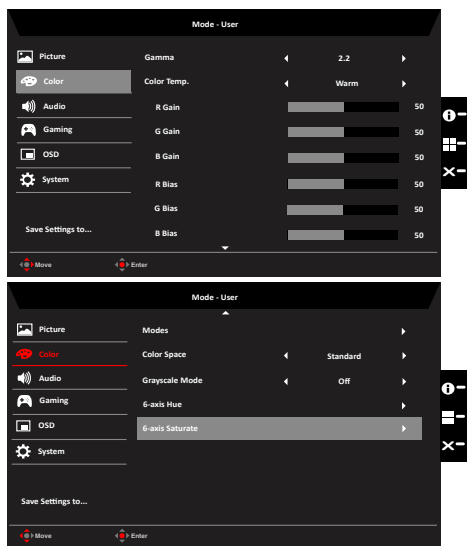 Mode - User
Picture
Gamma 2.2
Color
Color Temp. Warm
Audio
R Gain 50
Gaming
G Gain 50
OSD
B Gain 50
System
R Bias 50
G Bias 50
Save Settings to...
B Bias 50
Move Enter
Mode - User
Picture
Modes
Color
Color Space Standard
Audio
Grayscale Mode Off
Gaming
6-axis Hue
OSD
6-axis Saturate
System
Save Settings to...
Move Enter